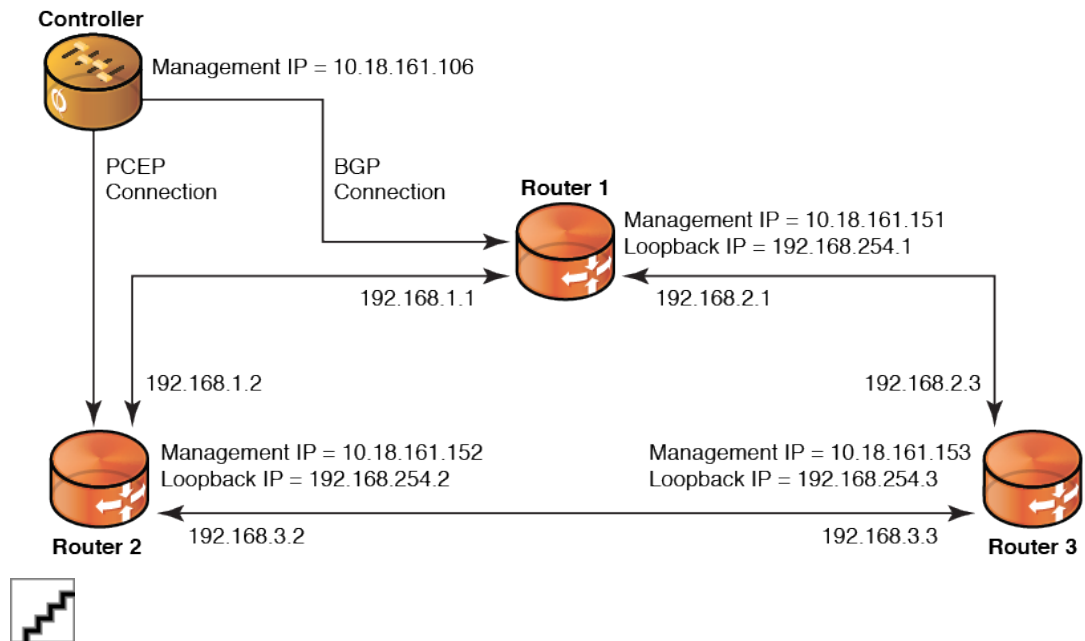 Controller
Management IP = 10.18.161.106
PCEP
Connection
BGP
Connection
Router 1
Management IP = 10.18.161.151
Loopback IP = 192.168.254.1
192.168.1.1
192.168.2.1
192.168.1.2
192.168.2.3
Management IP = 10.18.161.152
Loopback IP = 192.168.254.2
Management IP = 10.18.161.153
Loopback IP = 192.168.254.3
192.168.3.2
192.168.3.3
Router 2
Router 3